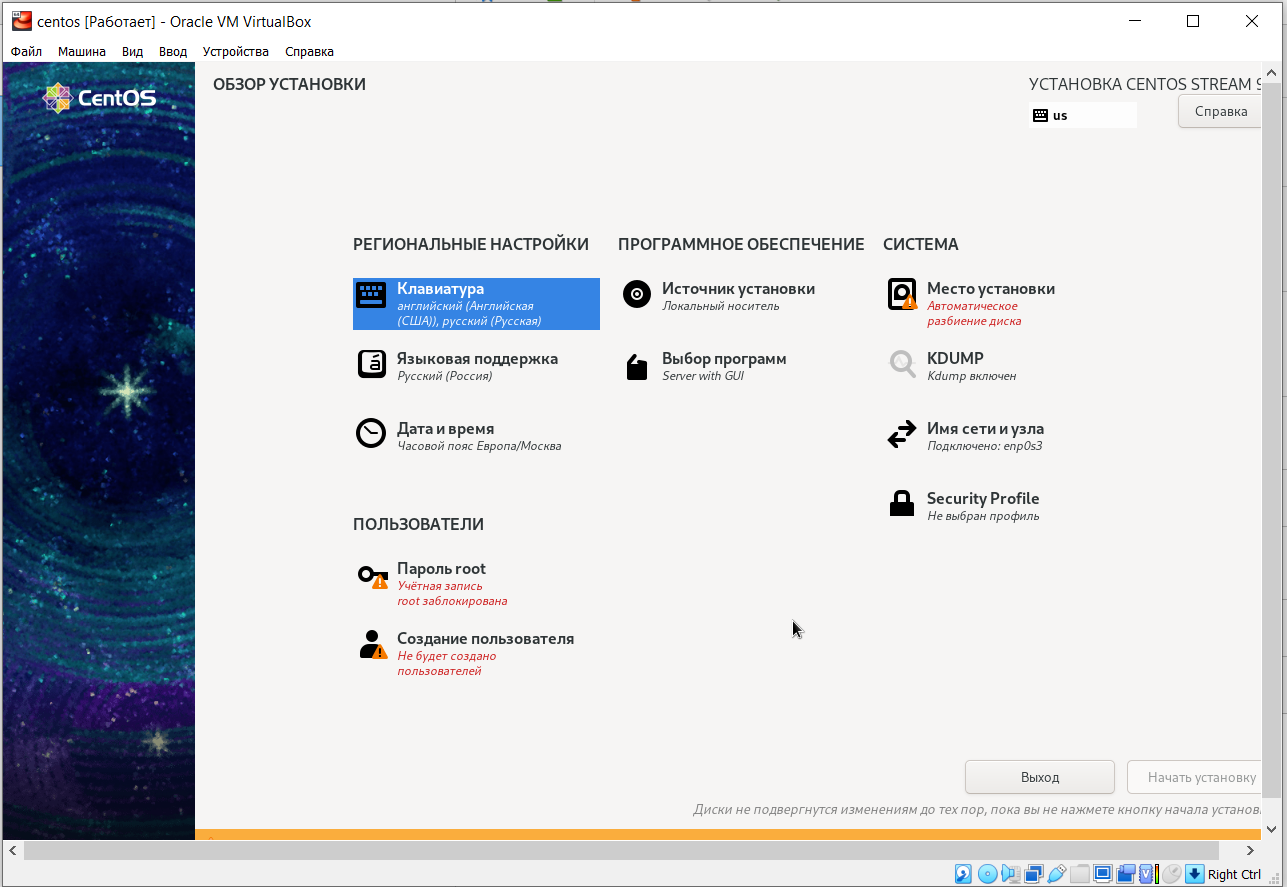 centos [Работает] - Oracle VM VirtualBox
Файл Машина Вид Ввод Устройства Справка
CentOS
ОБЗОР УСТАНОВКИ
УСТАНОВКА CENTOS STREAM
us
Справка
РЕГИОНАЛЬНЫЕ НАСТРОЙКИ
Клавиатура
английский (Английская
(США)), русский (Русская)
Языковая поддержка
Русский (Россия)
Дата и время
Часовой пояс Европа/Москва
ПРОГРАММНОЕ ОБЕСПЕЧЕНИЕ
Источник установки
Локальный носитель
Выбор программ
Server with GUI
СИСТЕМА
Место установки
Автоматическое
разбиение диска
KDUMP
Kdump включен
Имя сети и узла
Подключено: enp0s3
Security Profile
Не выбран профиль
ПОЛЬЗОВАТЕЛИ
Пароль root
Учётная запись
root заблокирована
Создание пользователя
Не будет создано
пользователей
Выход
Начать установку
Диски не подвергнутся изменениям до тех пор, пока вы не нажмете кнопку начала
Right Ctrl